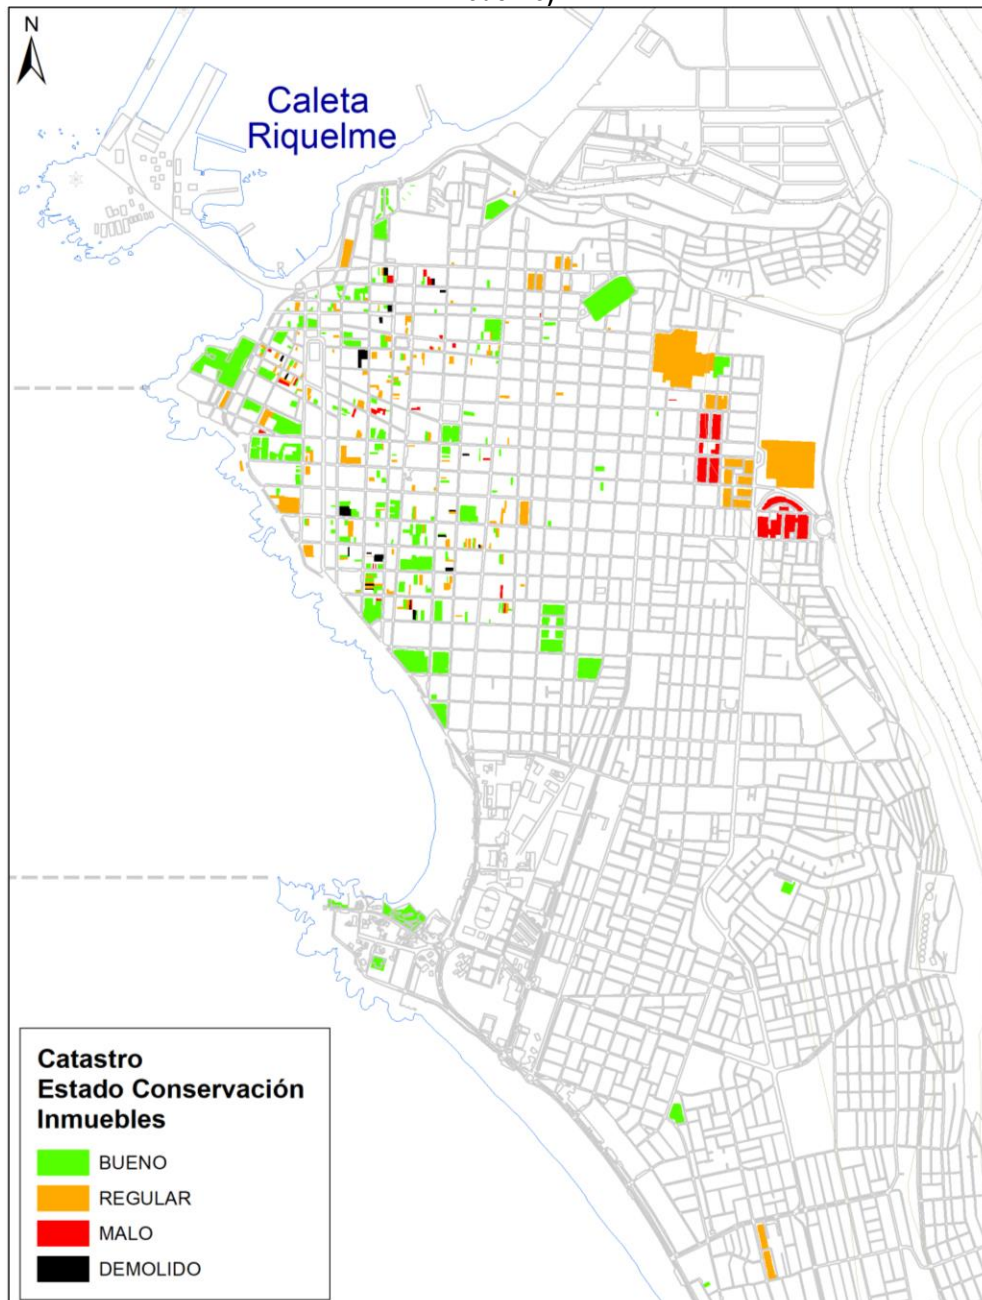 N
Caleta
Riquelme
Catastro
Estado Conservación
Inmuebles
BUENO
REGULAR
MALO
DEMOLIDO